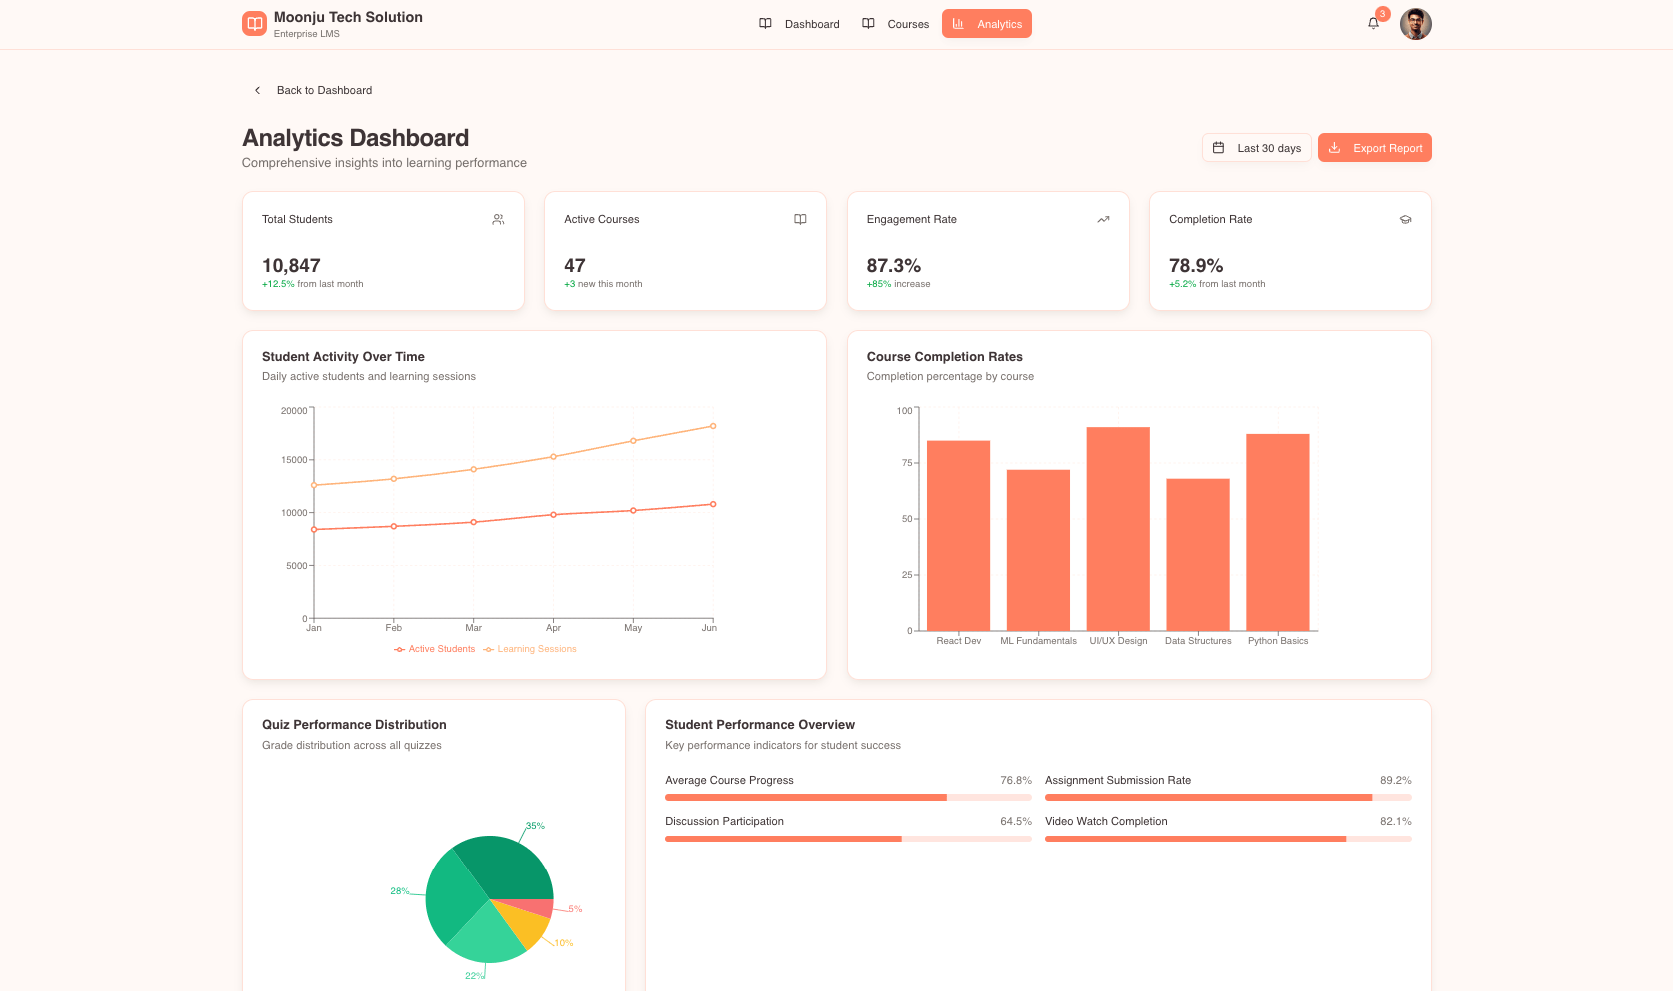 Moonju Tech Solution
Enterprise LMS
Dashboard
Courses
Analytics
3
Back to Dashboard
Analytics Dashboard
Comprehensive insights into learning performance
Last 30 days
Export Report
Total Students
10,847
+12.5% from last month
Active Courses
47
+3 new this month
Engagement Rate
87.3%
+85% increase
Completion Rate
78.9%
+5.2% from last month
Student Activity Over Time
Daily active students and learning sessions
20000
15000
10000
5000
0
Jan Feb Mar Apr May Jun
Active Students Learning Sessions
Course Completion Rates
Completion percentage by course
100
75
50
25
0
React Dev ML Fundamentals UI/UX Design Data Structures Python Basics
Quiz Performance Distribution
Grade distribution across all quizzes
35%
28%
5%
10%
22%
Student Performance Overview
Key performance indicators for student success
Average Course Progress 76.8%
Assignment Submission Rate 89.2%
Discussion Participation 64.5%
Video Watch Completion 82.1%